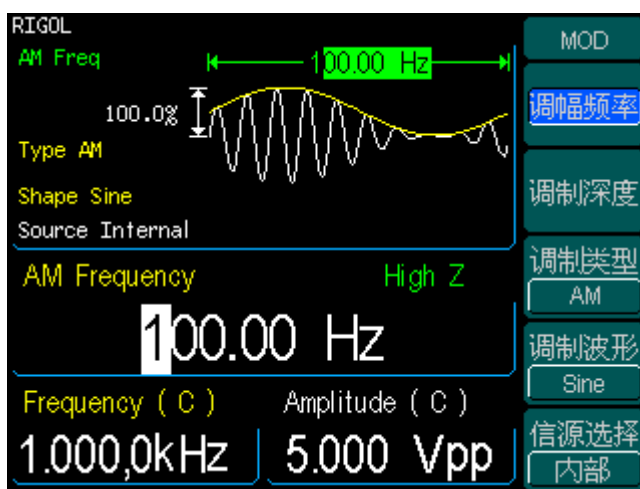 RIGOL
AM Freq
100.00 Hz
100.0%
Type AM
Shape Sine
Source Internal
AM Frequency
High Z
100.00 Hz
Frequency ( C )
Amplitude ( C )
1.000,0kHz
5.000 Vpp
MOD
调幅频率
调制深度
调制类型
AM
调制波形
Sine
信源选择
内部